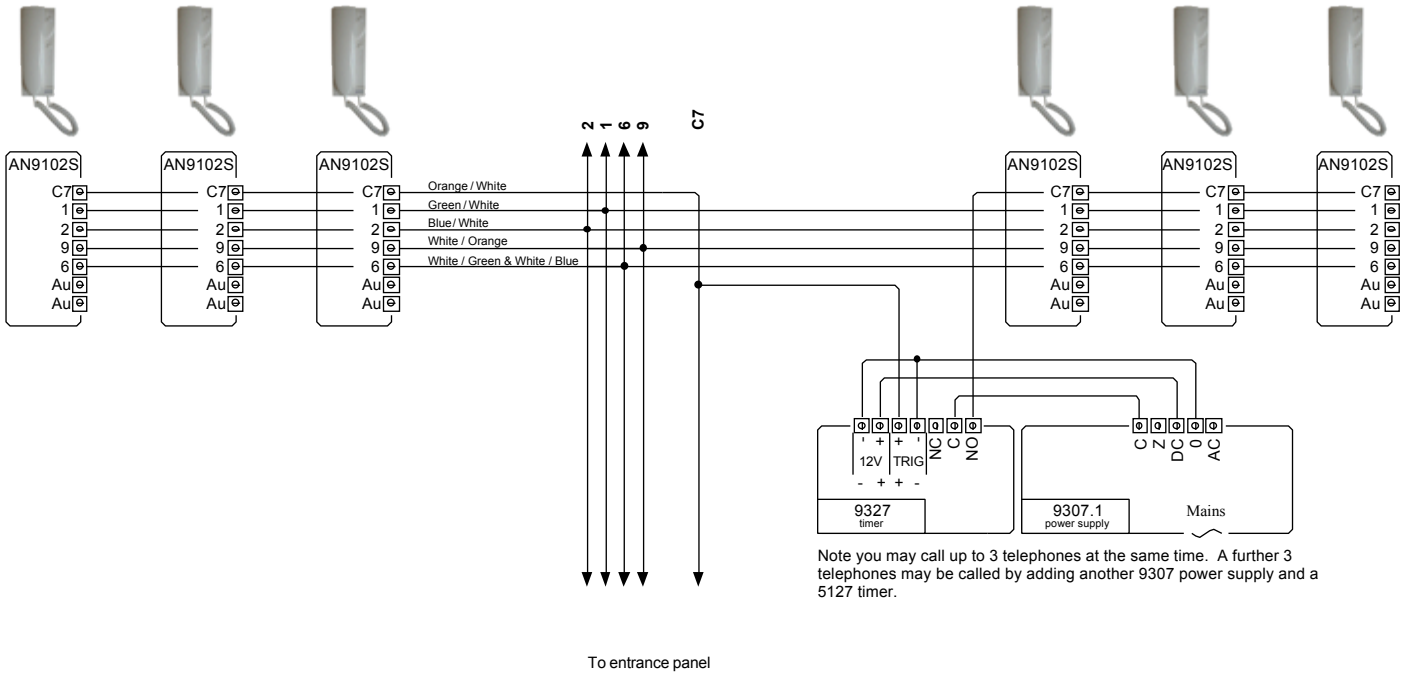 2 1 6 9 C7
AN9102S AN9102S AN9102S AN9102S AN9102S AN9102S
C7 C7 C7 Orange / White C7 C7 C7
1 1 1 Green / White 1 1 1
2 2 2 Blue / White 2 2 2
9 9 9 White / Orange 9 9 9
6 6 6 White / Green & White / Blue 6 6 6
Au Au Au Au Au Au
Au Au Au Au Au Au
- + + - NC C NO
12V TRIG
- + + -
9327
timer
C Z DC 0 AC
9307.1
power supply
Mains
Note you may call up to 3 telephones at the same time. A further 3
telephones may be called by adding another 9307 power supply and a
5127 timer.
To entrance panel